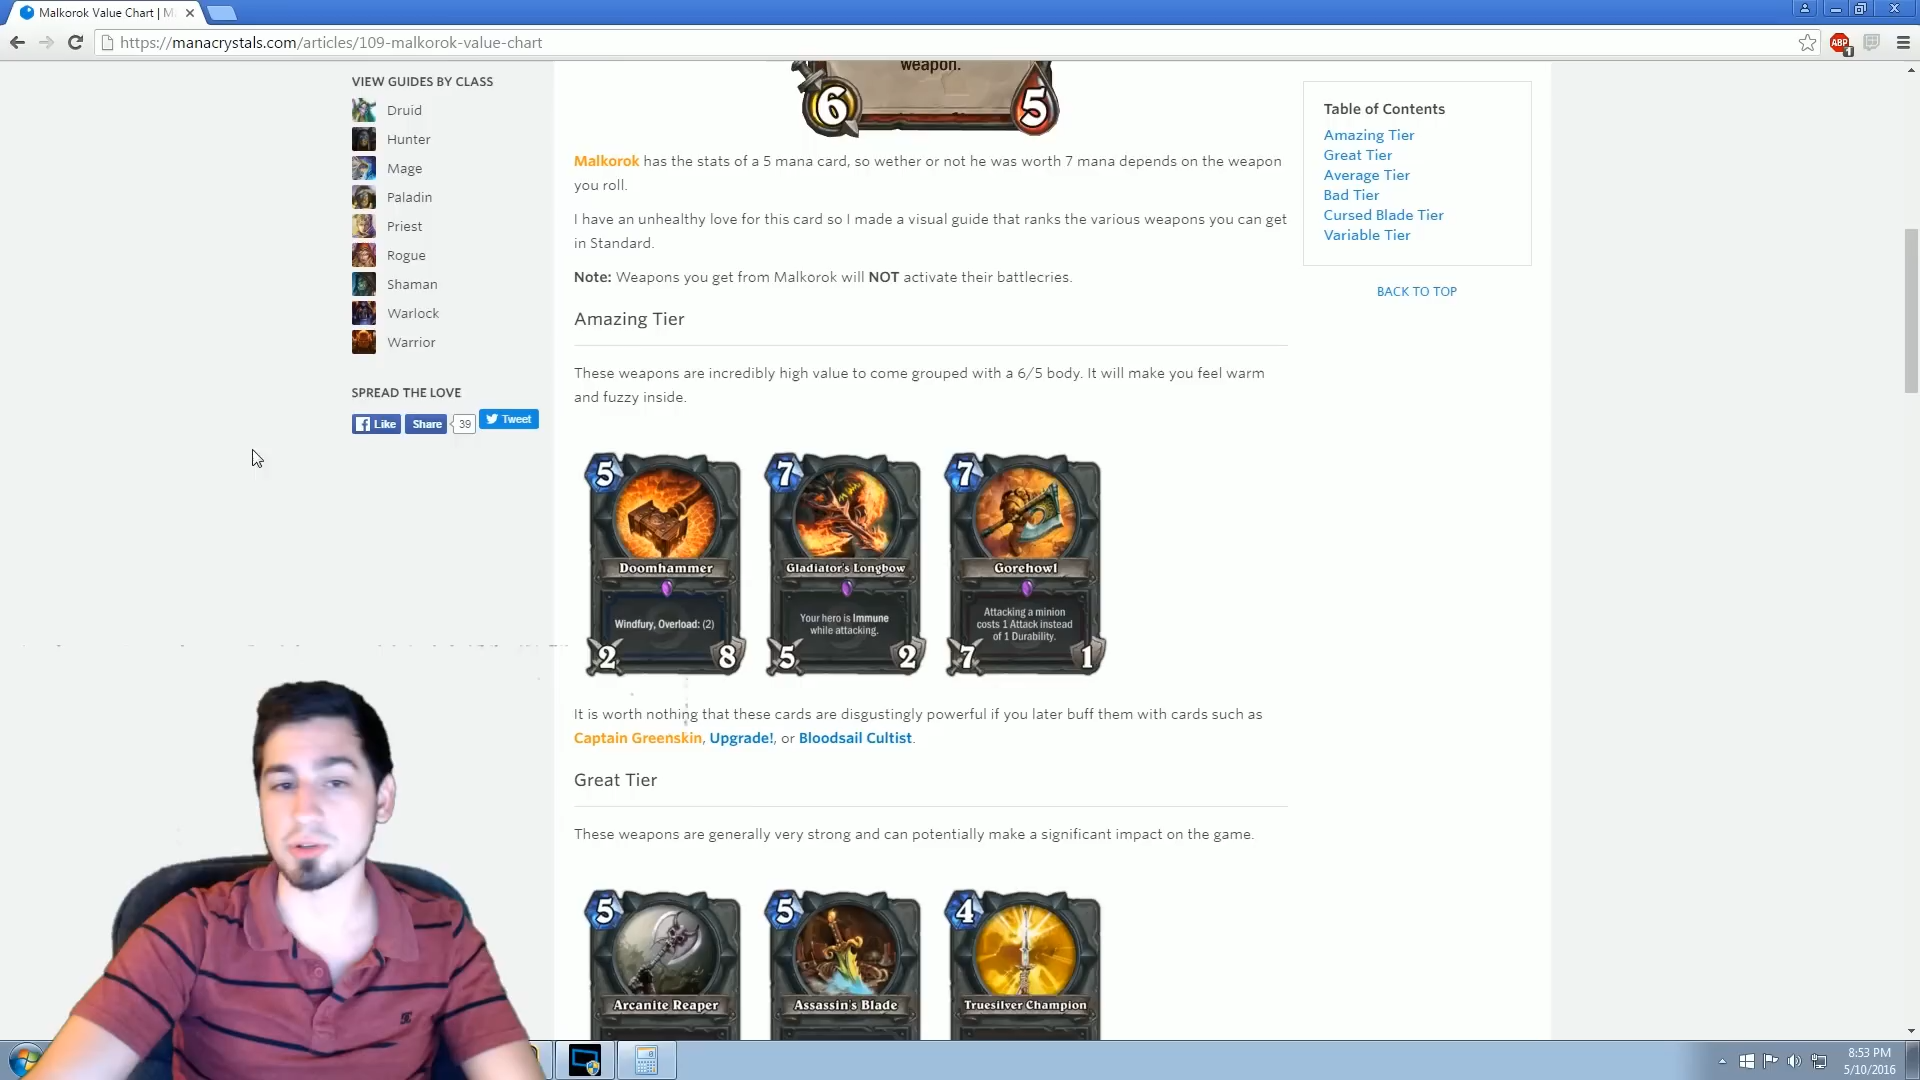 Malkorok Value Chart | M
https://manacrystals.com/articles/109-malkorok-value-chart
ABP
1
VIEW GUIDES BY CLASS
Druid
Hunter
Mage
Paladin
Priest
Rogue
Shaman
Warlock
Warrior
SPREAD THE LOVE
Like
Share
39
Tweet
weapon.
6
5
Malkorok has the stats of a 5 mana card, so wether or not he was worth 7 mana depends on the weapon
you roll.
I have an unhealthy love for this card so I made a visual guide that ranks the various weapons you can get
in Standard.
Note: Weapons you get from Malkorok will NOT activate their battlecries.
Amazing Tier
These weapons are incredibly high value to come grouped with a 6/5 body. It will make you feel warm
and fuzzy inside.
5
Doomhammer
Windfury, Overload: (2)
2
8
7
Gladiator's Longbow
Your hero is Immune
while attacking.
5
2
7
Gorehowl
Attacking a minion
costs 1 Attack instead
of 1 Durability.
7
1
It is worth nothing that these cards are disgustingly powerful if you later buff them with cards such as
Captain Greenskin, Upgrade!, or Bloodsail Cultist.
Great Tier
These weapons are generally very strong and can potentially make a significant impact on the game.
5
Arcanite Reaper
5
Assassin's Blade
4
Truesilver Champion
Table of Contents
Amazing Tier
Great Tier
Average Tier
Bad Tier
Cursed Blade Tier
Variable Tier
BACK TO TOP
8:53 PM
5/10/2016